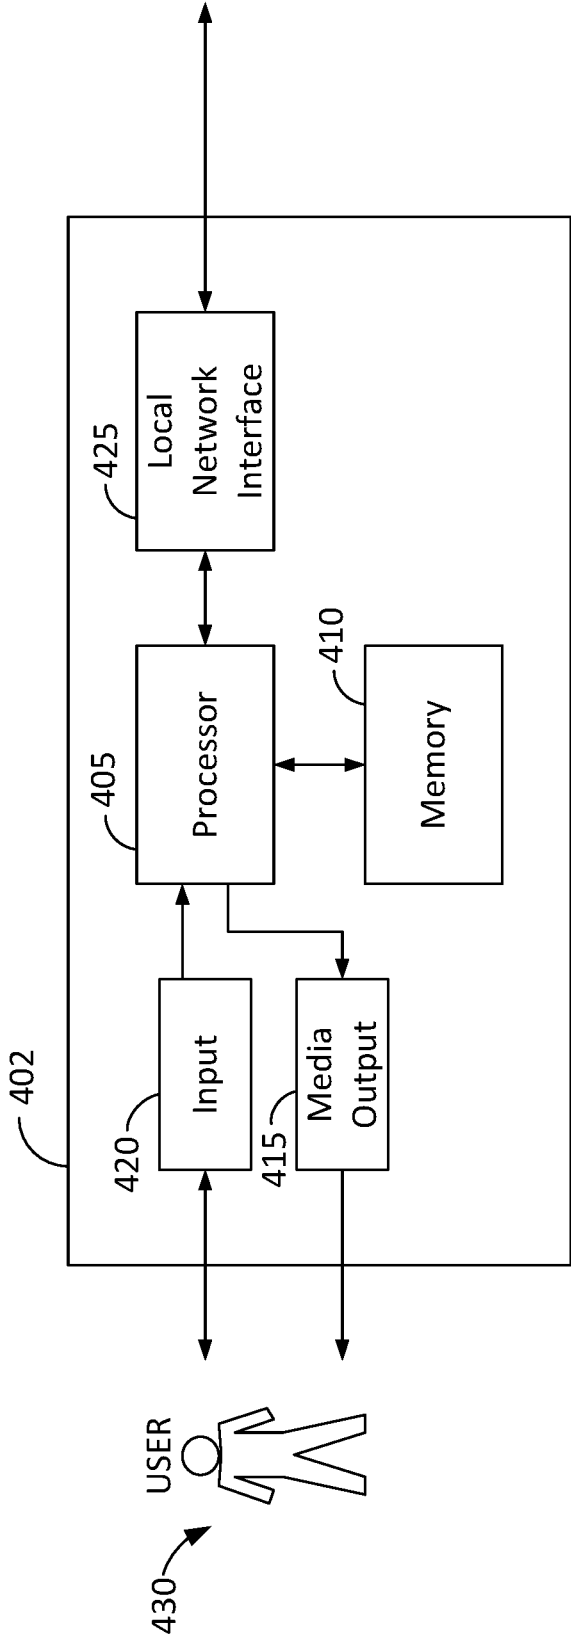 402
430
USER
420
Input
415
Media
Output
405
Processor
410
Memory
425
Local
Network
Interface